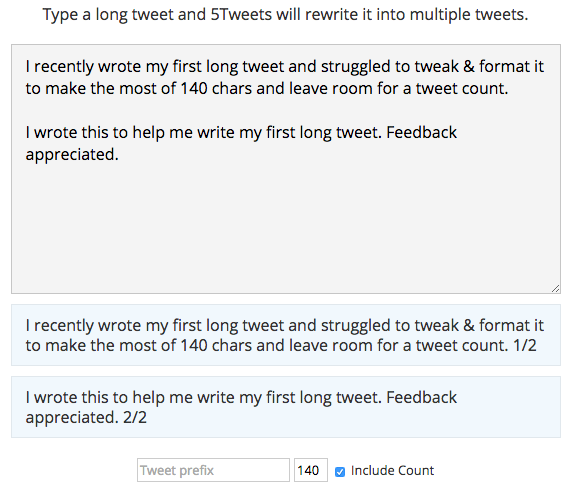 Type a long tweet and 5Tweets will rewrite it into multiple tweets.
I recently wrote my first long tweet and struggled to tweak & format it
to make the most of 140 chars and leave room for a tweet count.
I wrote this to help me write my first long tweet. Feedback
appreciated.
I recently wrote my first long tweet and struggled to tweak & format it
to make the most of 140 chars and leave room for a tweet count. 1/2
I wrote this to help me write my first long tweet. Feedback
appreciated. 2/2
Tweet prefix 140 Include Count